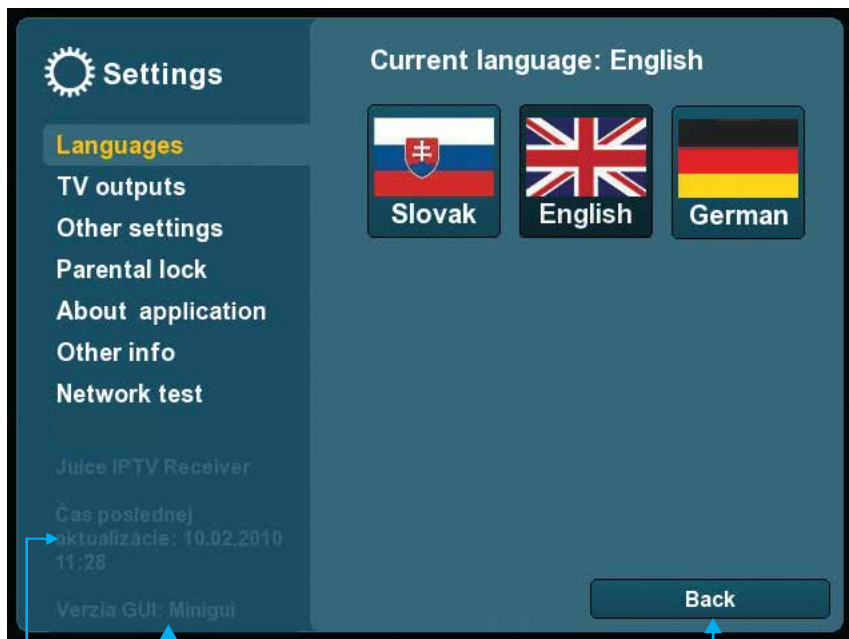 Settings
Languages
TV outputs
Other settings
Parental lock
About application
Other info
Network test
Juice IPTV Receiver
Čas poslednej
aktualizácie: 10.02.2010
11:28
Verzia GUI: Minigui
Current language: English
Slovak English German
Back